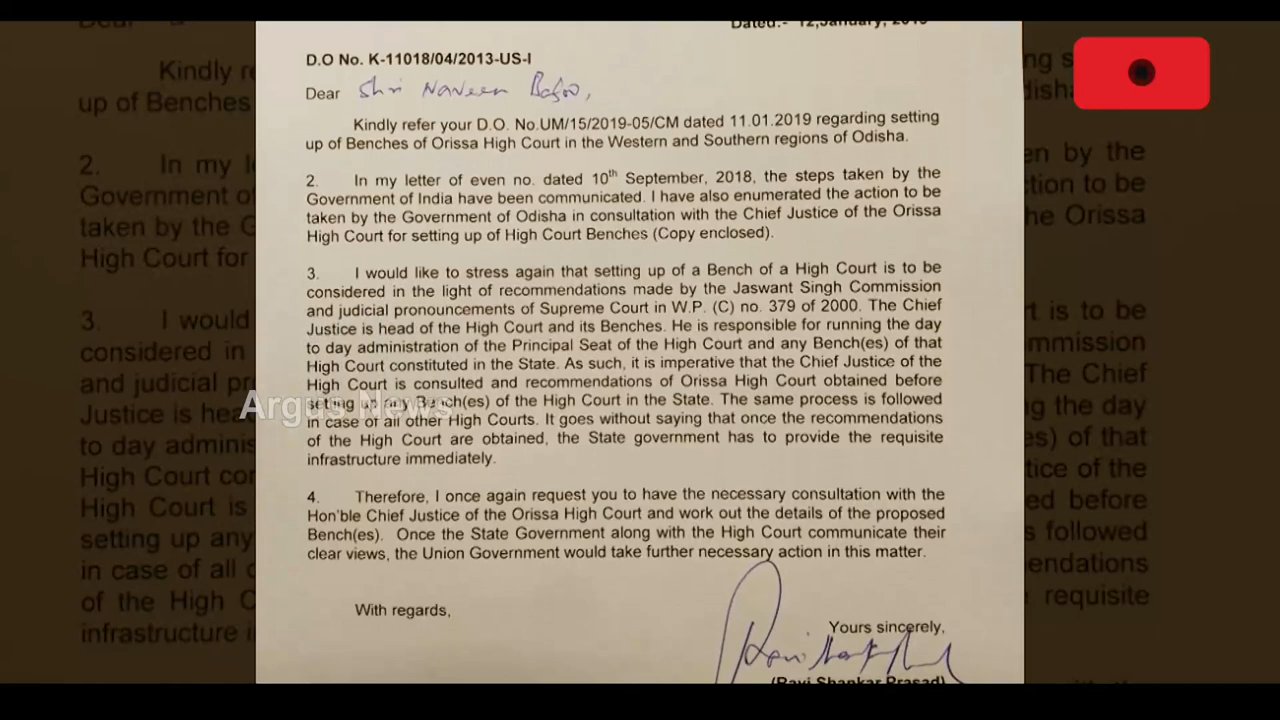 Dated:- 12,January, 2019
D.O No. K-11018/04/2013-US-I
Dear Shri Naveen Babu,
Kindly refer your D.O. No.UM/15/2019-05/CM dated 11.01.2019 regarding setting
up of Benches of Orissa High Court in the Western and Southern regions of Odisha.
2. In my letter of even no. dated 10th September, 2018, the steps taken by the
Government of India have been communicated. I have also enumerated the action to be
taken by the Government of Odisha in consultation with the Chief Justice of the Orissa
High Court for setting up of High Court Benches (Copy enclosed).
3. I would like to stress again that setting up of a Bench of a High Court is to be
considered in the light of recommendations made by the Jaswant Singh Commission
and judicial pronouncements of Supreme Court in W.P. (C) no. 379 of 2000. The Chief
Justice is head of the High Court and its Benches. He is responsible for running the day
to day administration of the Principal Seat of the High Court and any Bench(es) of that
High Court constituted in the State. As such, it is imperative that the Chief Justice of the
High Court is consulted and recommendations of Orissa High Court obtained before
setting up any Bench(es) of the High Court in the State. The same process is followed
in case of all other High Courts. It goes without saying that once the recommendations
of the High Court are obtained, the State government has to provide the requisite
infrastructure immediately.
4. Therefore, I once again request you to have the necessary consultation with the
Hon'ble Chief Justice of the Orissa High Court and work out the details of the proposed
Bench(es). Once the State Government along with the High Court communicate their
clear views, the Union Government would take further necessary action in this matter.
With regards,
Yours sincerely,
(Ravi Shankar Prasad)
Argus News